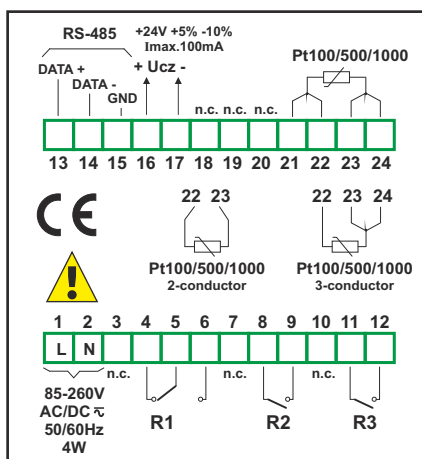 RS-485
+24V +5% -10%
Imax.100mA
DATA + + Ucz - Pt100/500/1000
DATA -
GND n.c. n.c. n.c.
13 14 15 16 17 18 19 20 21 22 23 24
CE 22 23 22 23 24
Pt100/500/1000 Pt100/500/1000
2-conductor 3-conductor
! 
1 2 3 4 5 6 7 8 9 10 11 12
L N
n.c. n.c. n.c.
85-260V
AC/DC
50/60Hz
4W
R1 R2 R3